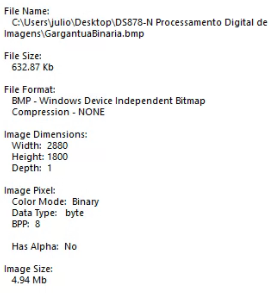 File Name:
C:\Users\julio\Desktop\DS878-N Processamento Digital de
Imagens\GargantuaBinaria.bmp
File Size:
632.87 Kb
File Format:
BMP - Windows Device Independent Bitmap
Compression - NONE
Image Dimensions:
Width: 2880
Height: 1800
Depth: 1
Image Pixel:
Color Mode: Binary
Data Type: byte
BPP: 8
Has Alpha: No
Image Size:
4.94 Mb